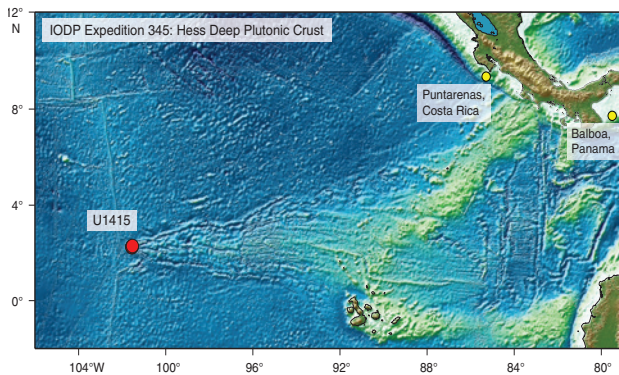 12°
N
IODP Expedition 345: Hess Deep Plutonic Crust
Puntarenas,
Costa Rica
8°
Balboa,
Panama
4°
U1415
0°
104°W
100°
96°
92°
88°
84°
80°